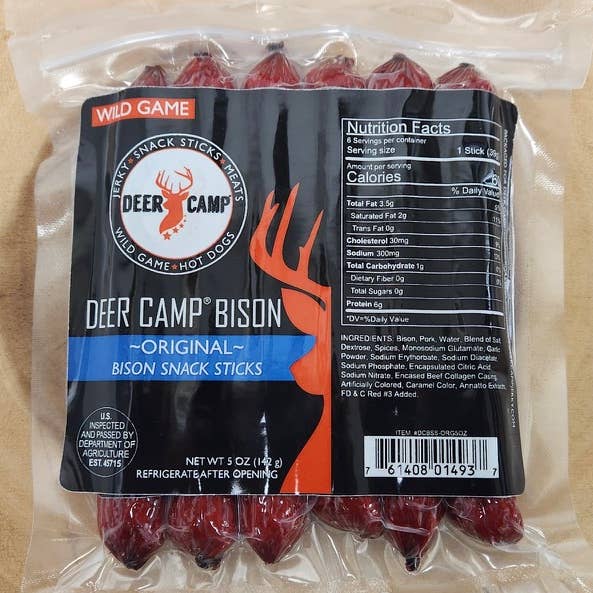 WILD GAME
JERKY ★ SNACK STICKS ★ MEATS
DEER CAMP®
WILD GAME ★ HOT DOGS
DEER CAMP® BISON
~ORIGINAL~
BISON SNACK STICKS
U.S.
INSPECTED
AND PASSED BY
DEPARTMENT OF
AGRICULTURE
EST. 45715
NET WT 5 OZ (142 g)
REFRIGERATE AFTER OPENING
Nutrition Facts
6 Servings per container
Serving size 1 Stick
Amount per serving
Calories
% Daily Value
Total Fat 3.5g
Saturated Fat 2g 11%
Trans Fat 0g
Cholesterol 30mg
Sodium 300mg 13%
Total Carbohydrate 1g
Dietary Fiber 0g
Total Sugars 0g
Protein 6g
*DV=%Daily Value
INGREDIENTS: Bison, Pork, Water, Blend of Salt,
Dextrose, Spices, Monosodium Glutamate, Garlic
Powder, Sodium Erythorbate, Sodium Diacetate,
Sodium Phosphate, Encapsulated Citric Acid,
Sodium Nitrate, Encased Beef Collagen Casing,
Artificially Colored, Caramel Color, Annatto Extract,
FD & C Red #3 Added.
ITEM #DCBSS-ORG5OZ
7 61408 01493 7